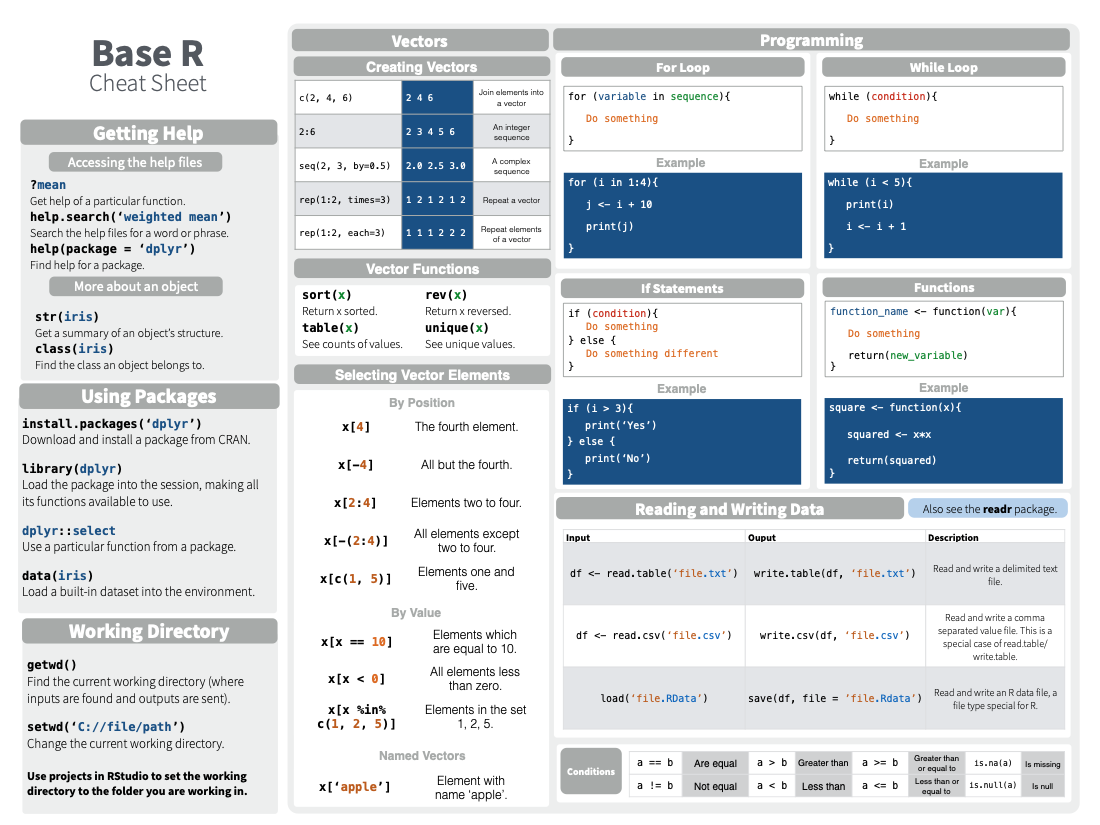 Base R
Cheat Sheet
Getting Help
Accessing the help files
?mean
Get help of a particular function.
help.search(‘weighted mean’)
Search the help files for a word or phrase.
help(package = ‘dplyr’)
Find help for a package.
More about an object
str(iris)
Get a summary of an object’s structure.
class(iris)
Find the class an object belongs to.
Using Packages
install.packages(‘dplyr’)
Download and install a package from CRAN.
library(dplyr)
Load the package into the session, making all
its functions available to use.
dplyr::select
Use a particular function from a package.
data(iris)
Load a built-in dataset into the environment.
Working Directory
getwd()
Find the current working directory (where
inputs are found and outputs are sent).
setwd(‘C://file/path’)
Change the current working directory.
Use projects in RStudio to set the working
directory to the folder you are working in.
Vectors
Creating Vectors
c(2, 4, 6) 2 4 6 Join elements into
a vector
2:6 2 3 4 5 6 An integer
sequence
seq(2, 3, by=0.5) 2.0 2.5 3.0 A complex
sequence
rep(1:2, times=3) 1 2 1 2 1 2 Repeat a vector
rep(1:2, each=3) 1 1 1 2 2 2 Repeat elements
of a vector
Vector Functions
sort(x) rev(x)
Return x sorted. Return x reversed.
table(x) unique(x)
See counts of values. See unique values.
Selecting Vector Elements
By Position
x[4] The fourth element.
x[-4] All but the fourth.
x[2:4] Elements two to four.
x[-(2:4)] All elements except
two to four.
x[c(1, 5)] Elements one and
five.
By Value
x[x == 10] Elements which
are equal to 10.
x[x < 0] All elements less
than zero.
x[x %in% Elements in the set
c(1, 2, 5)] 1, 2, 5.
Named Vectors
x[‘apple’] Element with
name ‘apple’.
Programming
For Loop
for (variable in sequence){
Do something
}
Example
for (i in 1:4){
j <- i + 10
print(j)
}
While Loop
while (condition){
Do something
}
Example
while (i < 5){
print(i)
i <- i + 1
}
If Statements
if (condition){
Do something
} else {
Do something different
}
Example
if (i > 3){
print(‘Yes’)
} else {
print(‘No’)
}
Functions
function_name <- function(var){
Do something
return(new_variable)
}
Example
square <- function(x){
squared <- x*x
return(squared)
}
Reading and Writing Data
Also see the readr package.
Input Ouput Description
df <- read.table(‘file.txt’) write.table(df, ‘file.txt’) Read and write a delimited text
file.
df <- read.csv(‘file.csv’) write.csv(df, ‘file.csv’) Read and write a comma
separated value file. This is a
special case of read.table/
write.table.
load(‘file.RData’) save(df, file = ‘file.Rdata’) Read and write an R data file, a
file type special for R.
Conditions
a == b Are equal a > b Greater than a >= b Greater than
or equal to is.na(a) Is missing
a != b Not equal a < b Less than a <= b Less than or
equal to is.null(a) Is null